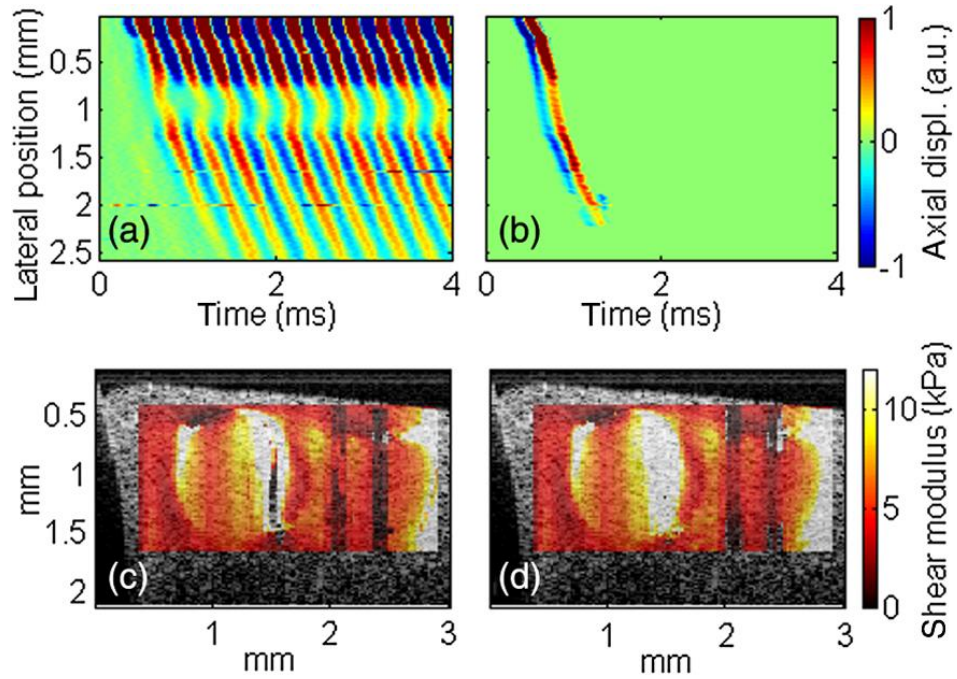 Lateral position (mm)
0.5
1
1.5
2
2.5
(a)
0
2
4
Time (ms)
(b)
0
2
4
Time (ms)
1
0
-1
Axial displ. (a.u.)
0.5
1
1.5
2
mm
(c)
1
2
3
mm
(d)
1
2
3
mm
10
5
0
Shear modulus (kPa)